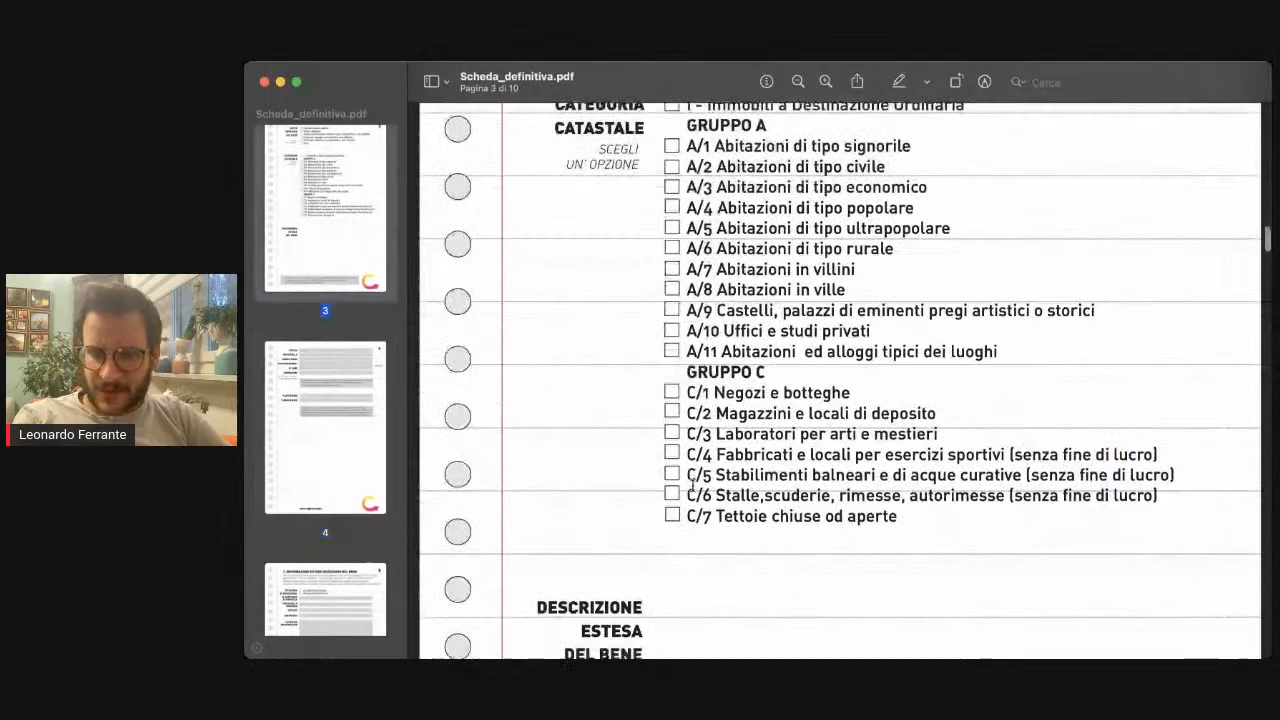 Scheda_definitiva.pdf
Pagina 3 di 10
Cerca
Scheda_definitiva.pdf
3
4
CATEGORIA
CATASTALE
SCEGLI
I - Immobili a Destinazione Ordinaria
GRUPPO A
A/1 Abitazioni di tipo signorile
A/2 Abitazioni di tipo civile
A/3 Abitazioni di tipo economico
A/4 Abitazioni di tipo popolare
A/5 Abitazioni di tipo ultrapopolare
A/6 Abitazioni di tipo rurale
A/7 Abitazioni in villini
A/8 Abitazioni in ville
A/9 Castelli, palazzi di eminenti pregi artistici o storici
A/10 Uffici e studi privati
A/11 Abitazioni ed alloggi tipici dei luoghi
GRUPPO C
C/1 Negozi e botteghe
C/2 Magazzini e locali di deposito
C/3 Laboratori per arti e mestieri
C/4 Fabbricati e locali per esercizi sportivi (senza fine di lucro)
C/5 Stabilimenti balneari e di acque curative (senza fine di lucro)
C/6 Stalle,scuderie, rimesse, autorimesse (senza fine di lucro)
C/7 Tettoie chiuse od aperte
DESCRIZIONE
ESTESA
DEL BENE
Leonardo Ferrante